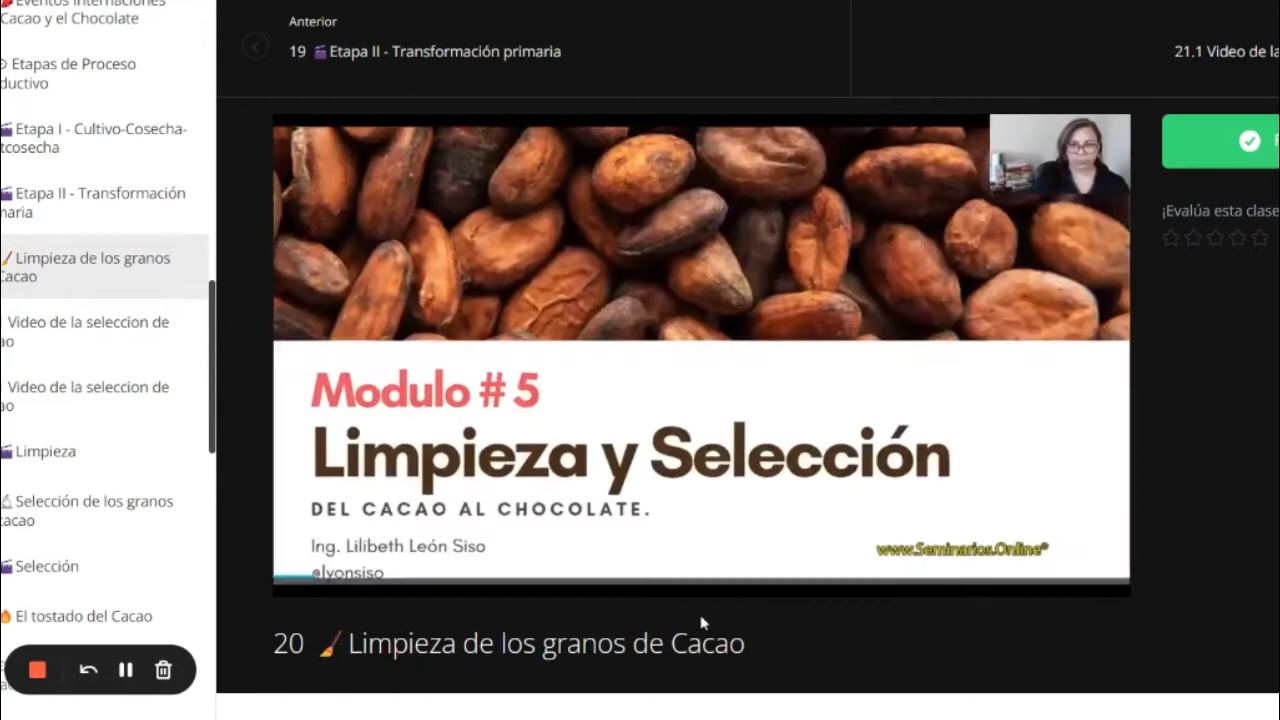 Eventos Internaciones
Cacao y el Chocolate
Etapas de Proceso
ductivo
Etapa I - Cultivo-Cosecha-
tcosecha
Etapa II - Transformación
maria
Limpieza de los granos
Cacao
Video de la seleccion de
ao
Video de la seleccion de
ao
Limpieza
Selección de los granos
cacao
Selección
El tostado del Cacao
Anterior
19 Etapa II - Transformación primaria
21.1 Video de la
Modulo # 5
Limpieza y Selección
DEL CACAO AL CHOCOLATE.
Ing. Lilibeth León Siso
@lyonsiso
www.Seminarios.Online®
¡Evalúa esta clase
20 Limpieza de los granos de Cacao